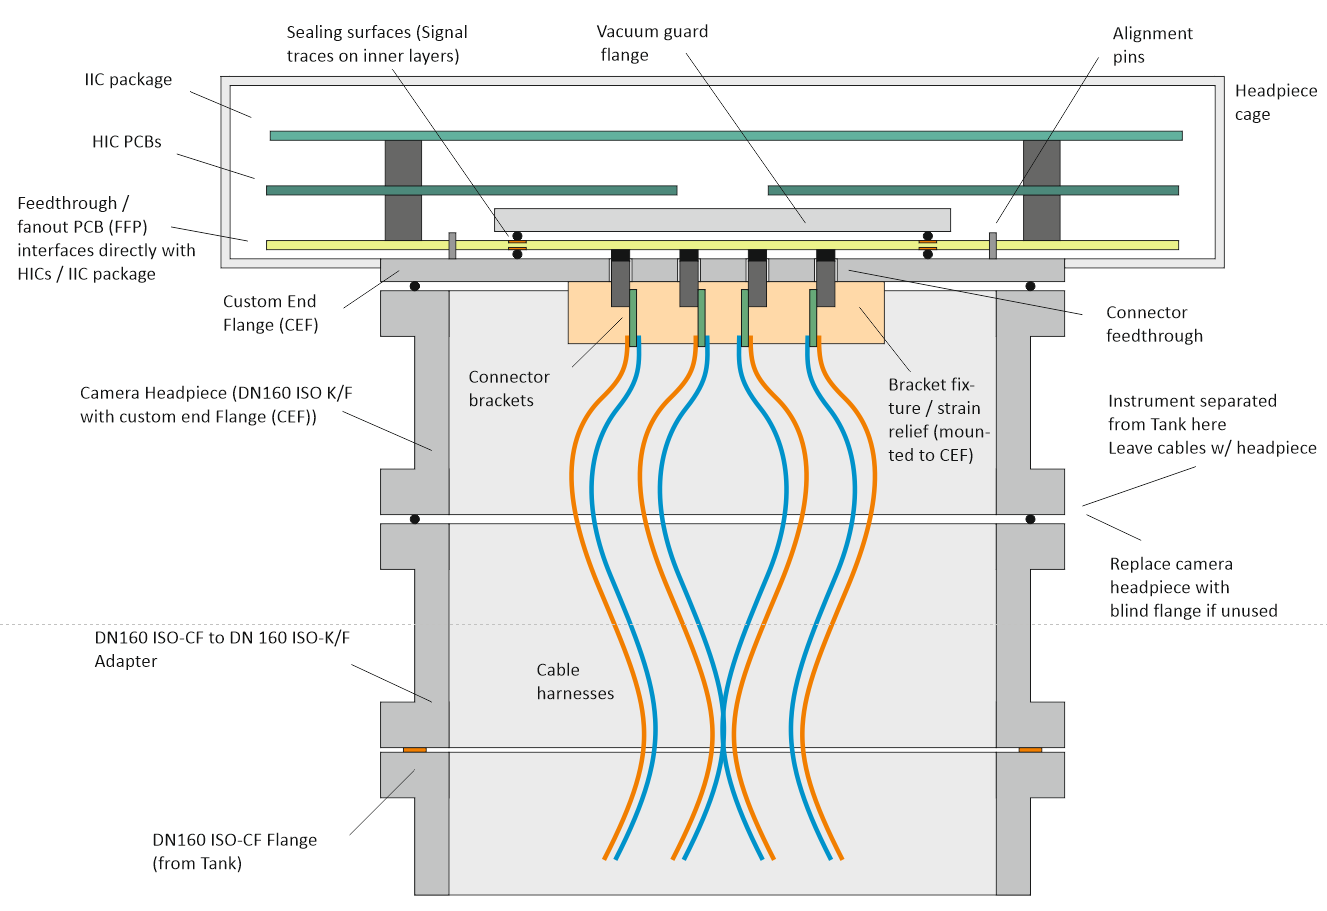 Sealing surfaces (Signal
traces on inner layers)
Vacuum guard
flange
Alignment
pins
IIC package
Headpiece
cage
HIC PCBs
Feedthrough /
fanout PCB (FFP)
interfaces directly with
HICs / IIC package
Custom End
Flange (CEF)
Connector
feedthrough
Connector
brackets
Bracket fix-
ture / strain
relief (moun-
ted to CEF)
Camera Headpiece (DN160 ISO K/F
with custom end Flange (CEF))
Instrument separated
from Tank here
Leave cables w/ headpiece
Replace camera
headpiece with
blind flange if unused
DN160 ISO-CF to DN 160 ISO-K/F
Adapter
Cable
harnesses
DN160 ISO-CF Flange
(from Tank)